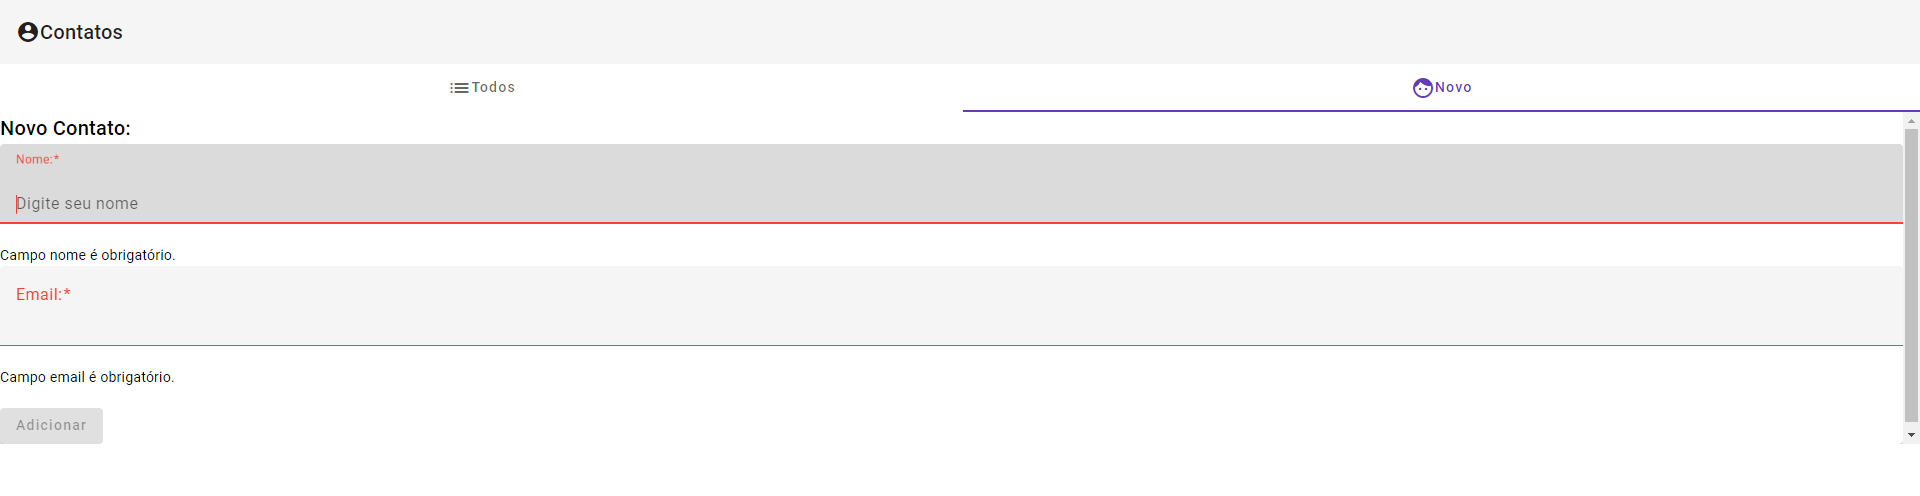 Contatos
Todos
Novo
Novo Contato:
Nome:*
Digite seu nome
Campo nome é obrigatório.
Email:*
Campo email é obrigatório.
Adicionar